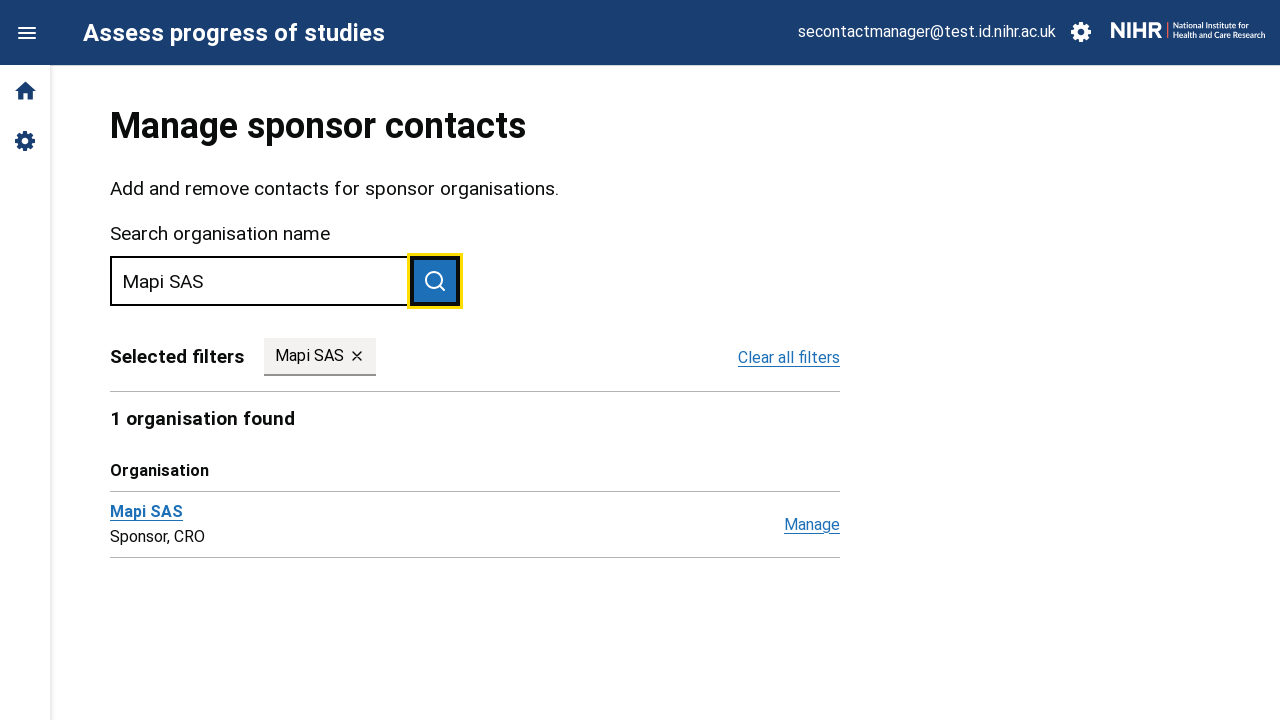 Assess progress of studies
secontactmanager@test.id.nihr.ac.uk
NIHR | National Institute for
Health and Care Research
Manage sponsor contacts
Add and remove contacts for sponsor organisations.
Search organisation name
Mapi SAS
Selected filters
Mapi SAS ×
Clear all filters
1 organisation found
Organisation
Mapi SAS
Sponsor, CRO
Manage